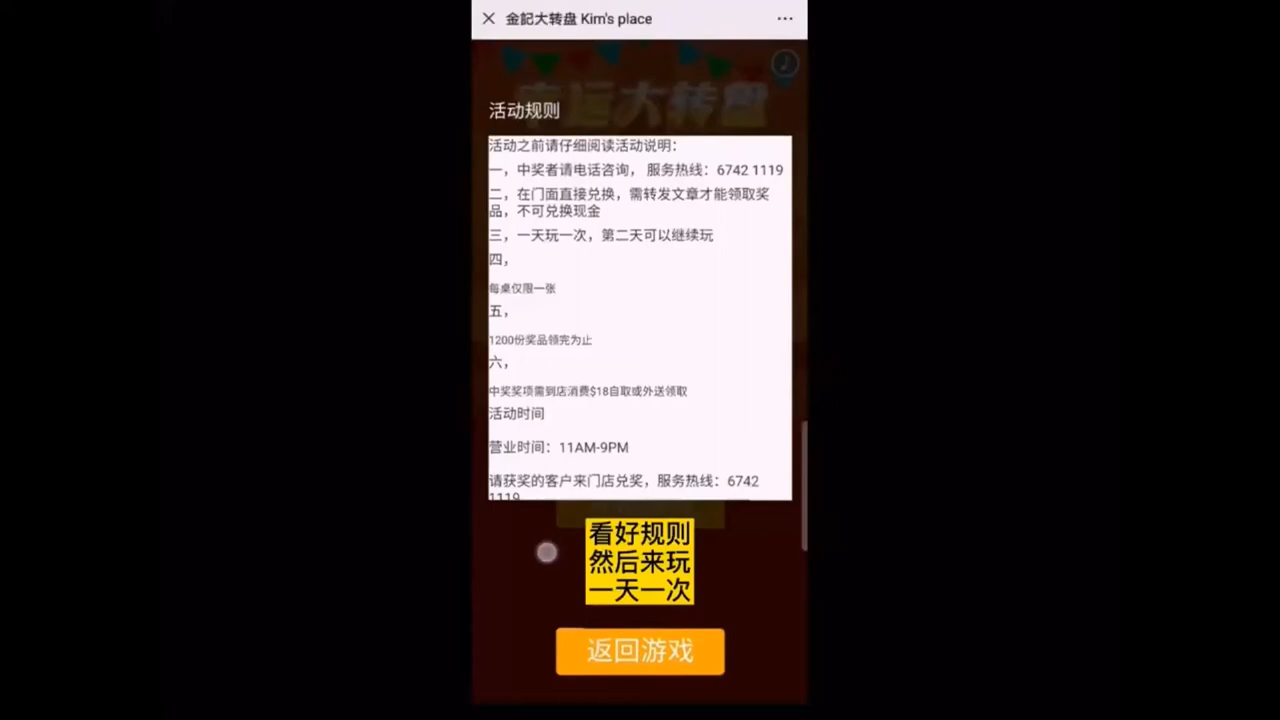 金記大转盘 Kim's place
幸运大转盘
活动规则
活动之前请仔细阅读活动说明：
一，中奖者请电话咨询， 服务热线：6742 1119
二，在门面直接兑换，需转发文章才能领取奖
品，不可兑换现金
三，一天玩一次，第二天可以继续玩
四，
每桌仅限一张
五，
1200份奖品领完为止
六，
中奖奖项需到店消费$18自取或外送领取
活动时间
营业时间：11AM-9PM
请获奖的客户来门店兑奖，服务热线：6742
1119
看好规则
然后来玩
一天一次
返回游戏